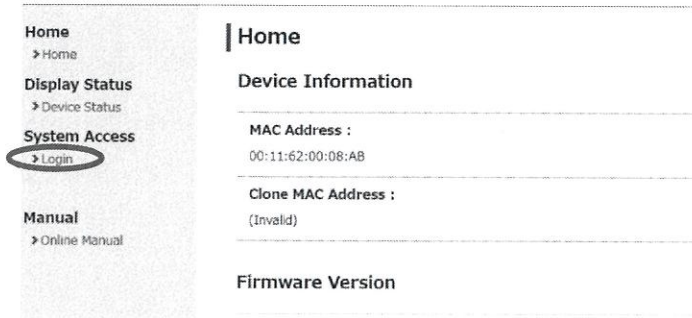 Home
Home
Display Status
Device Status
System Access
Login
Manual
Online Manual
Home
Device Information
MAC Address :
00:11:62:00:08:AB
Clone MAC Address :
(Invalid)
Firmware Version